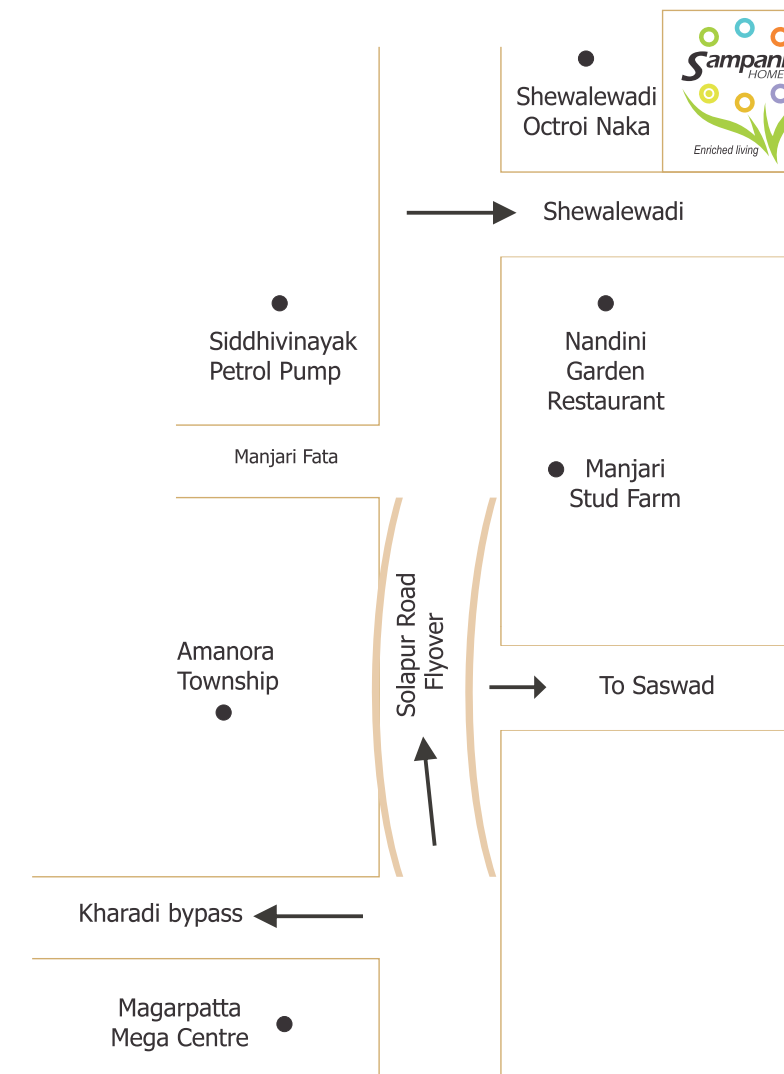 Shewalewadi
Octroi Naka
Enriched living
Shewalewadi
Siddhivinayak
Petrol Pump
Nandini
Garden
Restaurant
Manjari Fata
Manjari
Stud Farm
Solapur Road
Flyover
Amanora
Township
To Saswad
Kharadi bypass
Magarpatta
Mega Centre